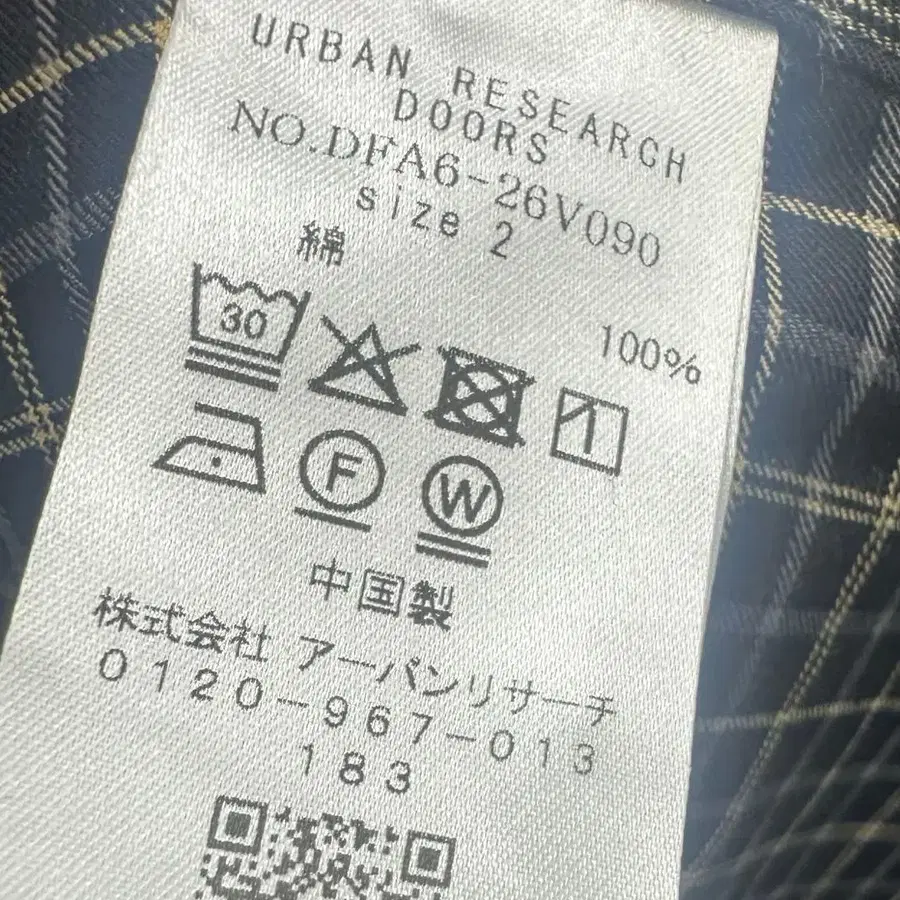 URBAN RESEARCH
DOORS
NO.DFA6-26V090
size 2
綿
100%
30
F
W
中国製
株式会社 アーバンリサーチ
0120-967-013
183